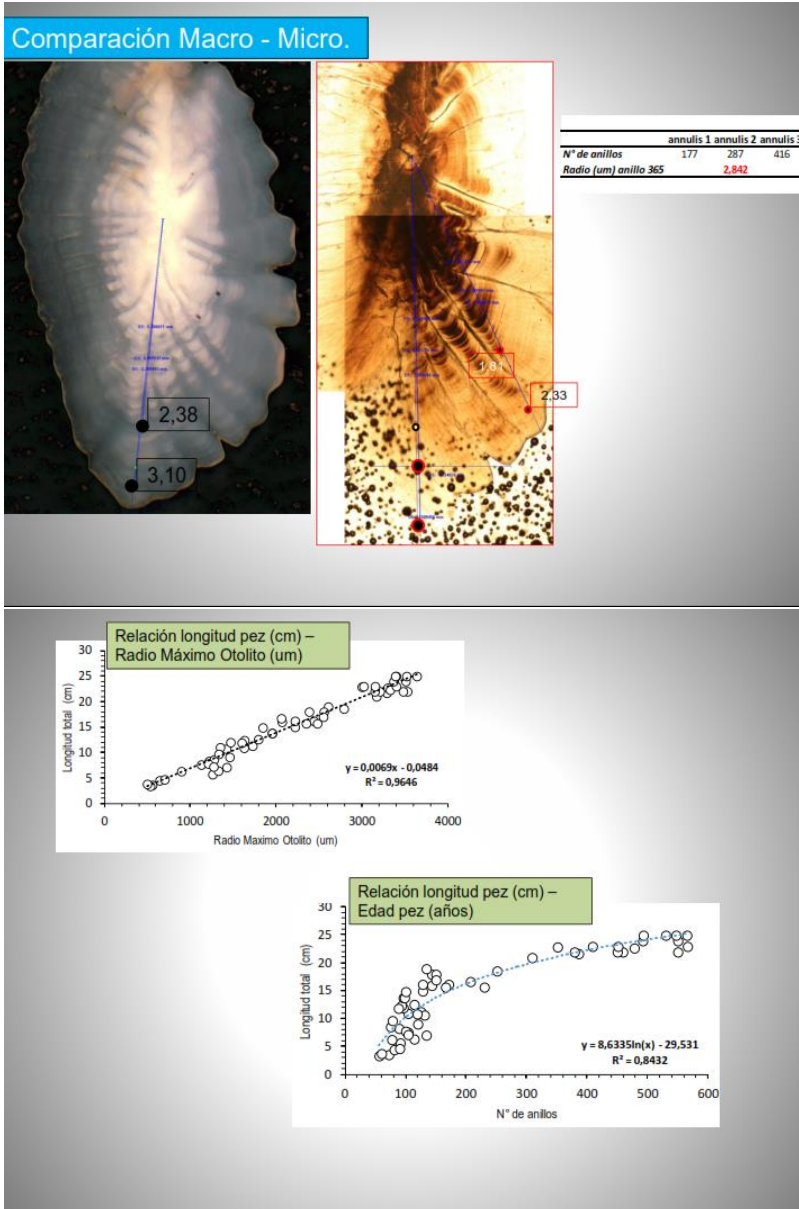 Comparación Macro - Micro.
annulis 1 annulis 2 annulis 3
N° de anillos 177 287 416
Radio (um) anillo 365 2,842
1,81
2,33
2,38
3,10
Relación longitud pez (cm) –
Radio Máximo Otolito (um)
30
25
20
15
10
5
0
Longitud total (cm)
y = 0,0069x - 0,0484
R² = 0,9646
0 1000 2000 3000 4000
Radio Maximo Otolito (um)
Relación longitud pez (cm) –
Edad pez (años)
30
25
20
15
10
5
0
Longitud total (cm)
y = 8,6335ln(x) - 29,531
R² = 0,8432
0 100 200 300 400 500 600
N° de anillos